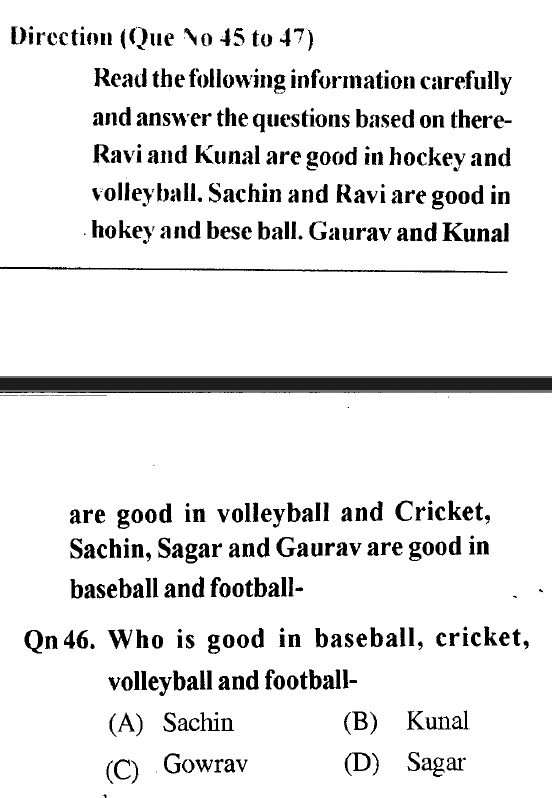 Direction (Que No 45 to 47)
Read the following information carefully
and answer the questions based on there-
Ravi and Kunal are good in hockey and
volleyball. Sachin and Ravi are good in
hokey and bese ball. Gaurav and Kunal
are good in volleyball and Cricket,
Sachin, Sagar and Gaurav are good in
baseball and football-
Qn 46. Who is good in baseball, cricket,
volleyball and football-
(A) Sachin (B) Kunal
(C) Gowrav (D) Sagar